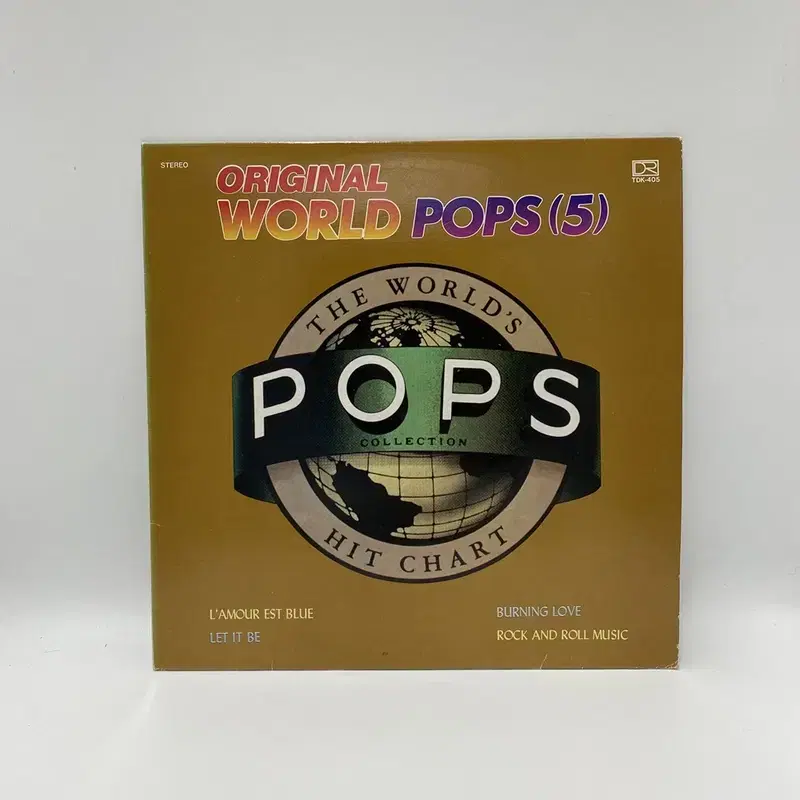 STEREO
DR
TDK-405
ORIGINAL
WORLD POPS (5)
THE WORLD'S
POPS
COLLECTION
HIT CHART
L'AMOUR EST BLUE
LET IT BE
BURNING LOVE
ROCK AND ROLL MUSIC